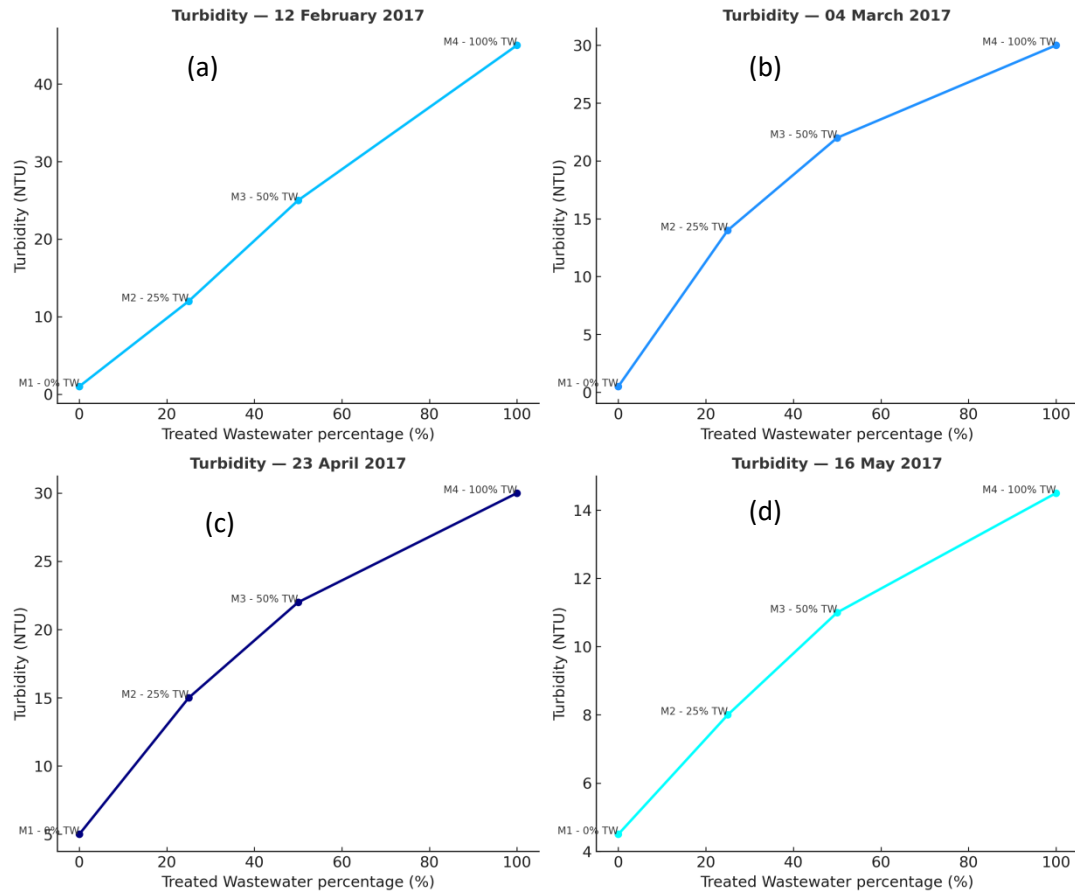 Turbidity — 12 February 2017
(a)
M4 - 100% TW
M3 - 50% TW
M2 - 25% TW
M1 - 0% TW
Turbidity (NTU)
40
30
20
10
0
0 20 40 60 80 100
Treated Wastewater percentage (%)
Turbidity — 04 March 2017
(b)
M4 - 100% TW
M3 - 50% TW
M2 - 25% TW
M1 - 0% TW
Turbidity (NTU)
30
25
20
15
10
5
0
0 20 40 60 80 100
Treated Wastewater percentage (%)
Turbidity — 23 April 2017
(c)
M4 - 100% TW
M3 - 50% TW
M2 - 25% TW
M1 - 0% TW
Turbidity (NTU)
30
25
20
15
10
5
0 20 40 60 80 100
Treated Wastewater percentage (%)
Turbidity — 16 May 2017
(d)
M4 - 100% TW
M3 - 50% TW
M2 - 25% TW
M1 - 0% TW
Turbidity (NTU)
14
12
10
8
6
4
0 20 40 60 80 100
Treated Wastewater percentage (%)